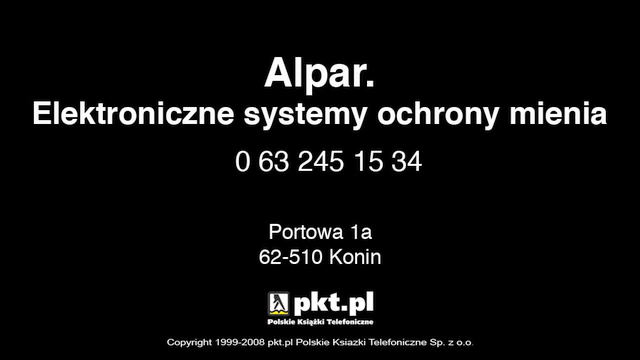 Alpar.
Elektroniczne systemy ochrony mienia
0 63 245 15 34
Portowa 1a
62-510 Konin
pkt.pl
Polskie Książki Telefoniczne
Copyright 1999-2008 pkt.pl Polskie Ksiazki Telefoniczne Sp. z o.o.